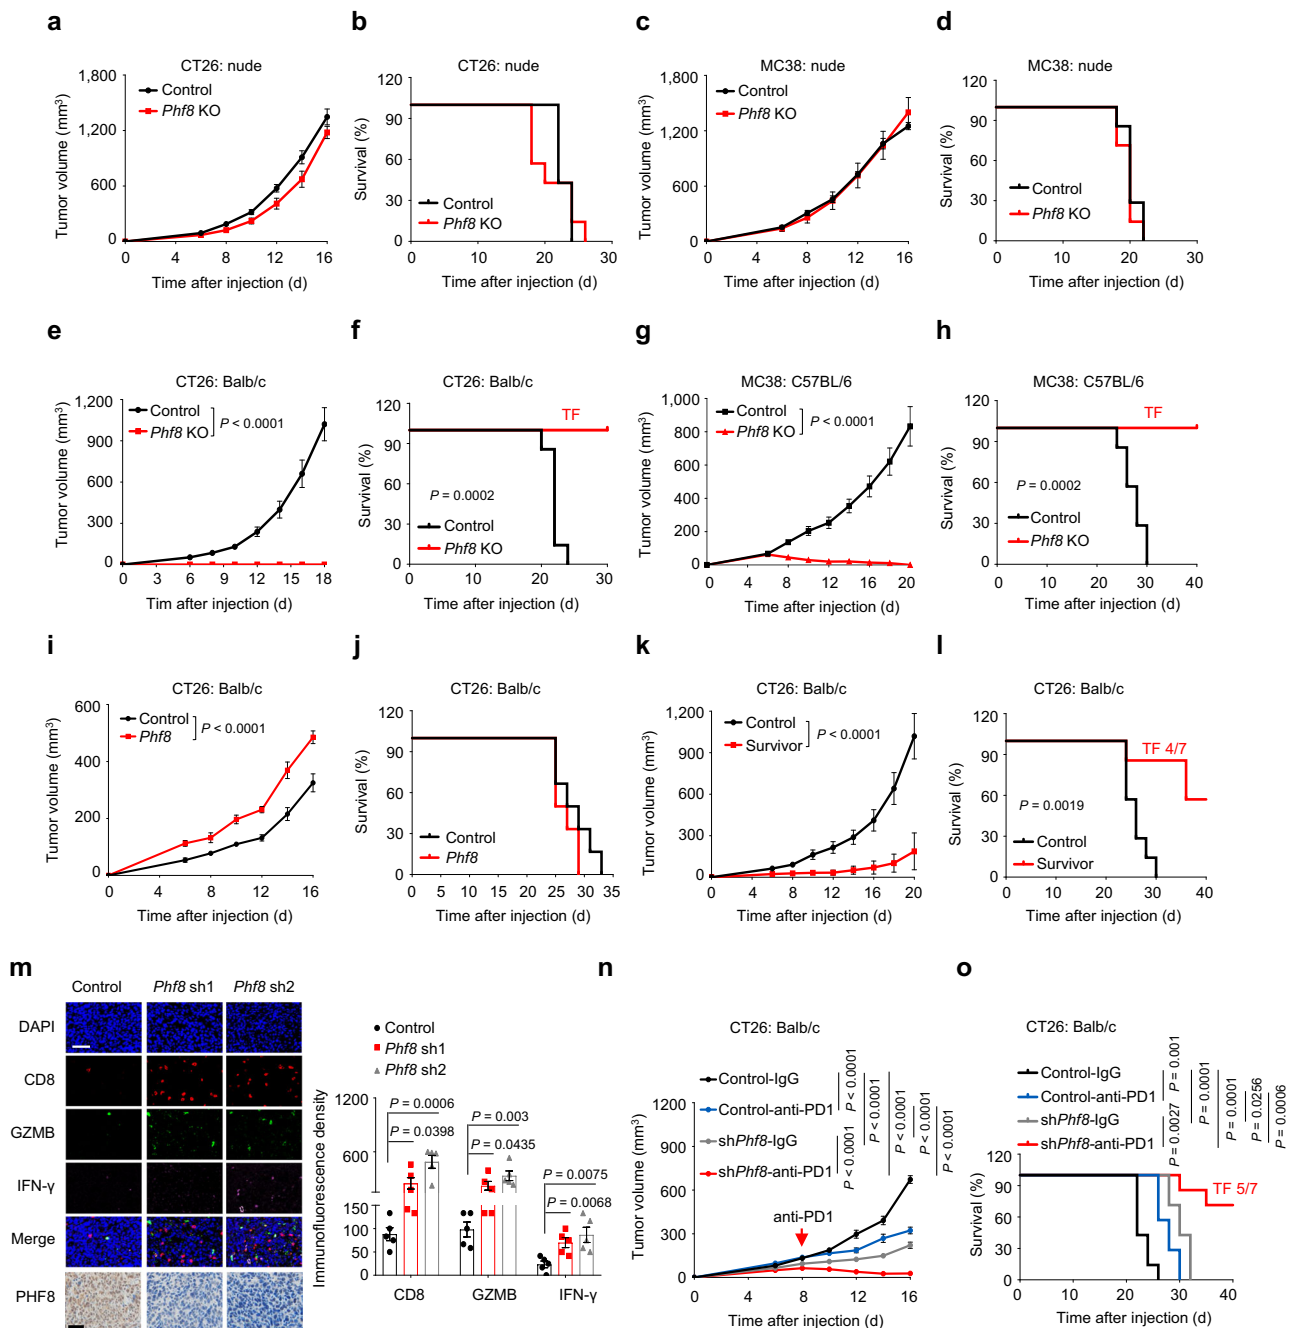 a
CT26: nude
Tumor volume (mm³)
1,800
1,200
600
0
Control
Phf8 KO
0 4 8 12 16
Time after injection (d)
b
CT26: nude
Survival (%)
120
90
60
30
0
Control
Phf8 KO
0 10 20 30
Time after injection (d)
c
MC38: nude
Tumor volume (mm³)
1,800
1,200
600
0
Control
Phf8 KO
0 4 8 12 16
Time after injection (d)
d
MC38: nude
Survival (%)
120
90
60
30
0
Control
Phf8 KO
0 10 20 30
Time after injection (d)
e
CT26: Balb/c
Tumor volume (mm³)
1,200
900
600
300
0
Control
Phf8 KO
P < 0.0001
0 3 6 9 12 15 18
Tim after injection (d)
f
CT26: Balb/c
Survival (%)
120
90
60
30
0
TF
P = 0.0002
Control
Phf8 KO
0 10 20 30
Time after injection (d)
g
MC38: C57BL/6
Tumor volume (mm³)
1,000
800
600
400
200
0
Control
Phf8 KO
P < 0.0001
0 4 8 12 16 20
Time after injection (d)
h
MC38: C57BL/6
Survival (%)
120
90
60
30
0
TF
P = 0.0002
Control
Phf8 KO
0 10 20 30 40
Time after injection (d)
i
CT26: Balb/c
Tumor volume (mm³)
600
400
200
0
Control
Phf8
P < 0.0001
0 4 8 12 16
Time after injection (d)
j
CT26: Balb/c
Survival (%)
120
90
60
30
0
Control
Phf8
0 5 10 15 20 25 30 35
Time after injection (d)
k
CT26: Balb/c
Tumor volume (mm³)
1,200
900
600
300
0
Control
Survivor
P < 0.0001
0 4 8 12 16 20
Time after injection (d)
l
CT26: Balb/c
Survival (%)
120
90
60
30
0
TF 4/7
P = 0.0019
Control
Survivor
0 10 20 30 40
Time after injection (d)
m
Control Phf8 sh1 Phf8 sh2
DAPI
CD8
GZMB
IFN-γ
Merge
PHF8
Control
Phf8 sh1
Phf8 sh2
Immunofluorescence density
1200
600
100
50
0
P = 0.0006
P = 0.0398
P = 0.003
P = 0.0435
P = 0.0075
P = 0.0068
CD8 GZMB IFN-γ
n
CT26: Balb/c
Control-IgG
Control-anti-PD1
shPhf8-IgG
shPhf8-anti-PD1
P < 0.0001
P < 0.0001
P < 0.0001
P < 0.0001
P < 0.0001
P < 0.0001
Tumor volume (mm³)
1200
900
600
300
0
anti-PD1
0 4 8 12 16
Time after injection (d)
o
CT26: Balb/c
Control-IgG
Control-anti-PD1
shPhf8-IgG
shPhf8-anti-PD1
P = 0.0027
P = 0.001
P = 0.0001
P = 0.0001
P = 0.0256
P = 0.0006
Survival (%)
120
90
60
30
0
TF 5/7
0 10 20 30 40
Time after injection (d)